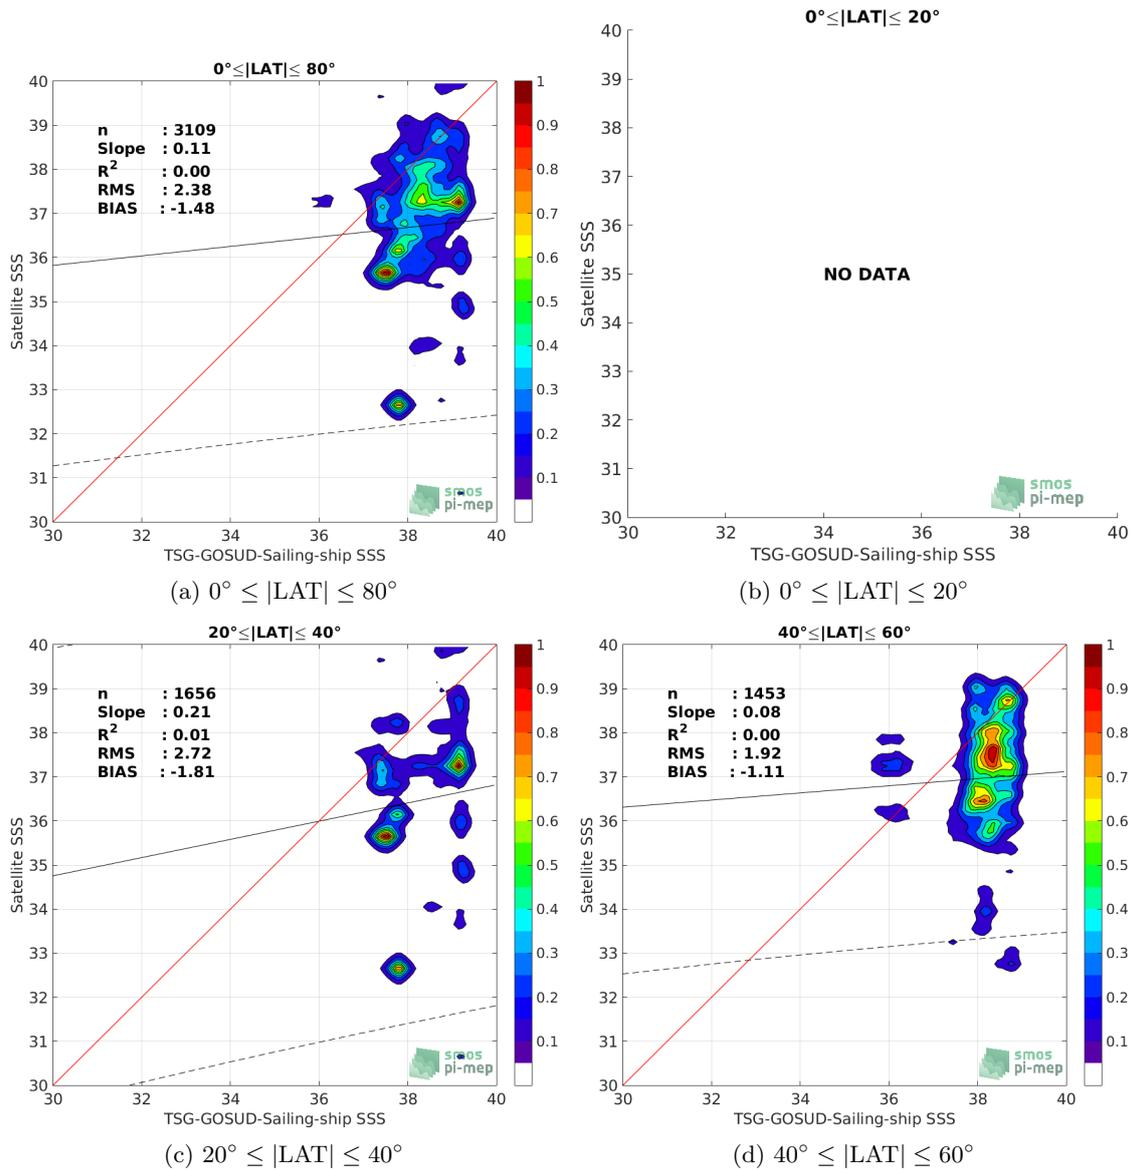 0°≤|LAT|≤ 80°
40
39
38
37
36
35
34
33
32
31
30
Satellite SSS
n : 3109
Slope : 0.11
R² : 0.00
RMS : 2.38
BIAS : -1.48
1
0.9
0.8
0.7
0.6
0.5
0.4
0.3
0.2
0.1
smos
pi-mep
30 32 34 36 38 40
TSG-GOSUD-Sailing-ship SSS
(a) 0° ≤ |LAT| ≤ 80°
0°≤|LAT|≤ 20°
40
39
38
37
36
35
34
33
32
31
30
Satellite SSS
NO DATA
smos
pi-mep
30 32 34 36 38 40
TSG-GOSUD-Sailing-ship SSS
(b) 0° ≤ |LAT| ≤ 20°
20°≤|LAT|≤ 40°
40
39
38
37
36
35
34
33
32
31
30
Satellite SSS
n : 1656
Slope : 0.21
R² : 0.01
RMS : 2.72
BIAS : -1.81
1
0.9
0.8
0.7
0.6
0.5
0.4
0.3
0.2
0.1
smos
pi-mep
30 32 34 36 38 40
TSG-GOSUD-Sailing-ship SSS
(c) 20° ≤ |LAT| ≤ 40°
40°≤|LAT|≤ 60°
40
39
38
37
36
35
34
33
32
31
30
Satellite SSS
n : 1453
Slope : 0.08
R² : 0.00
RMS : 1.92
BIAS : -1.11
1
0.9
0.8
0.7
0.6
0.5
0.4
0.3
0.2
0.1
smos
pi-mep
30 32 34 36 38 40
TSG-GOSUD-Sailing-ship SSS
(d) 40° ≤ |LAT| ≤ 60°